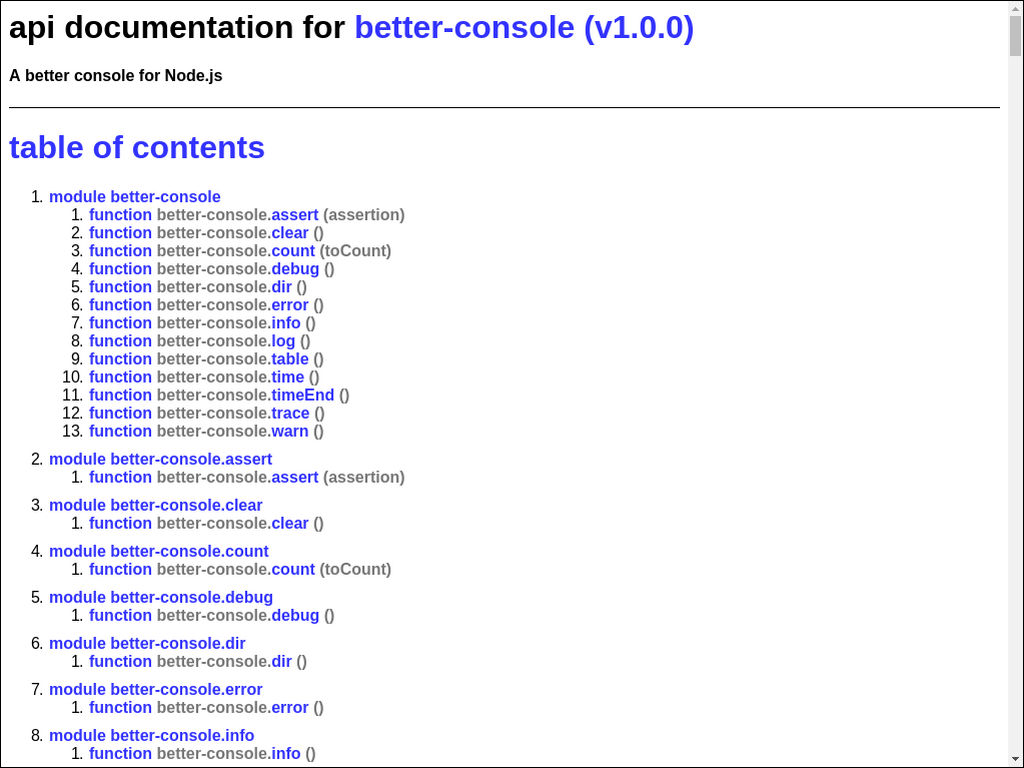 api documentation for better-console (v1.0.0)
A better console for Node.js
table of contents
1. module better-console
1. function better-console.assert (assertion)
2. function better-console.clear ()
3. function better-console.count (toCount)
4. function better-console.debug ()
5. function better-console.dir ()
6. function better-console.error ()
7. function better-console.info ()
8. function better-console.log ()
9. function better-console.table ()
10. function better-console.time ()
11. function better-console.timeEnd ()
12. function better-console.trace ()
13. function better-console.warn ()
2. module better-console.assert
1. function better-console.assert (assertion)
3. module better-console.clear
1. function better-console.clear ()
4. module better-console.count
1. function better-console.count (toCount)
5. module better-console.debug
1. function better-console.debug ()
6. module better-console.dir
1. function better-console.dir ()
7. module better-console.error
1. function better-console.error ()
8. module better-console.info
1. function better-console.info ()